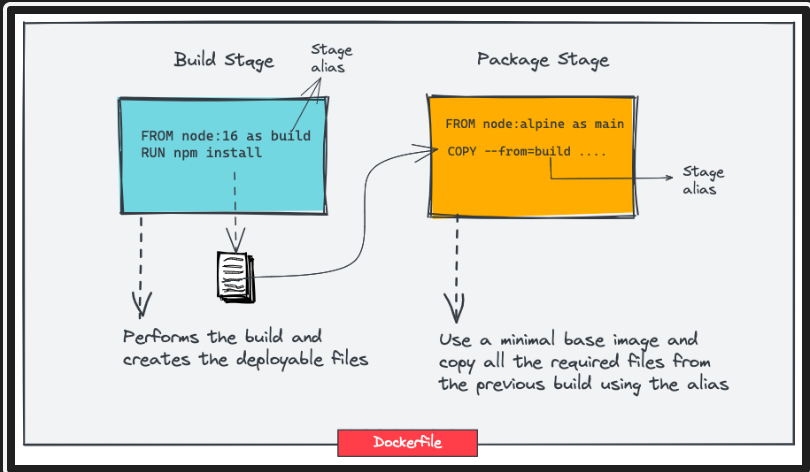 Build Stage
Stage
alias
FROM node:16 as build
RUN npm install
Performs the build and
creates the deployable files
Package Stage
FROM node:alpine as main
COPY --from=build ....
Stage
alias
Use a minimal base image and
copy all the required files from
the previous build using the alias
Dockerfile